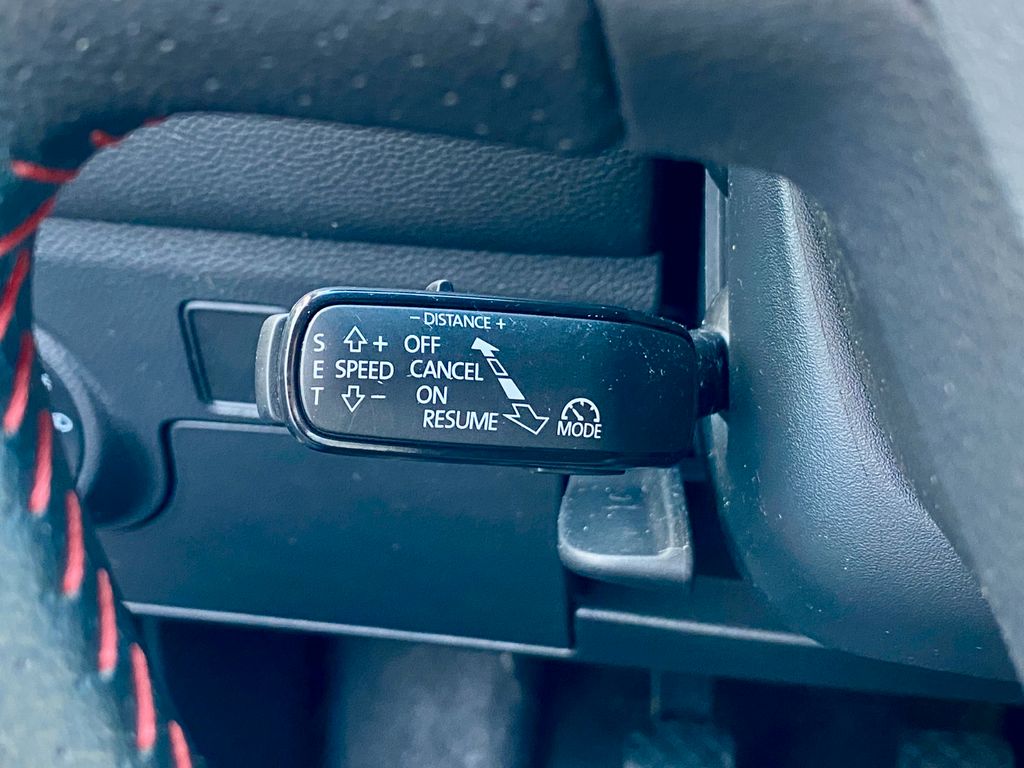 - DISTANCE +
S + OFF
E SPEED CANCEL
T - ON
RESUME MODE